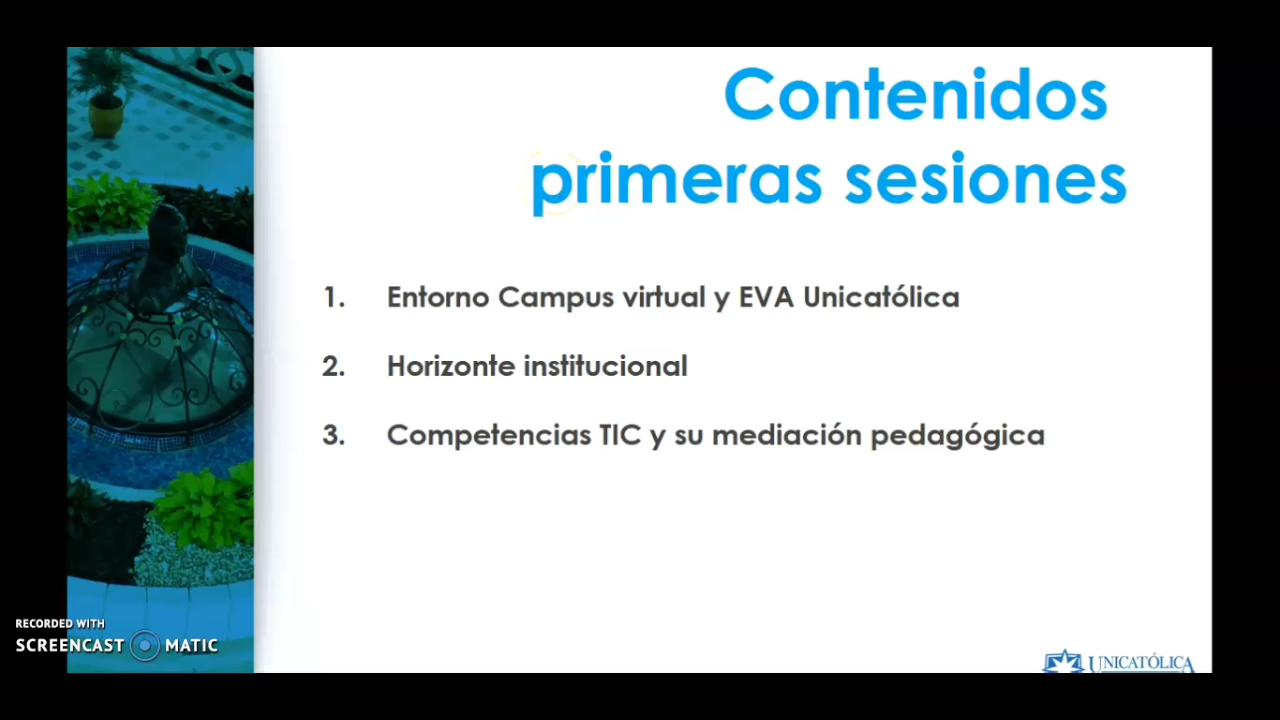 Contenidos
primeras sesiones
1. Entorno Campus virtual y EVA Unicatólica
2. Horizonte institucional
3. Competencias TIC y su mediación pedagógica
RECORDED WITH
SCREENCAST MATIC
UNICATÓLICA